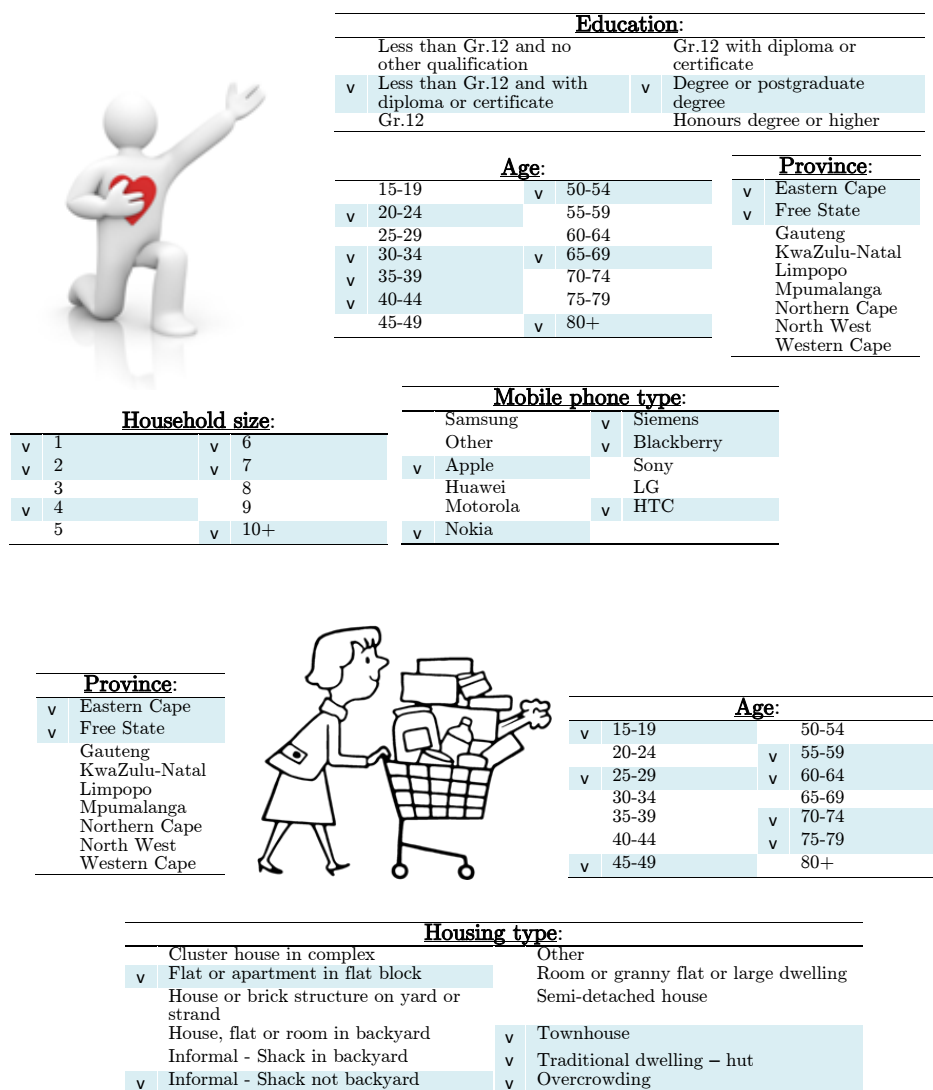 Education:
Less than Gr.12 and no
other qualification
Gr.12 with diploma or
certificate
v Less than Gr.12 and with
diploma or certificate
v Degree or postgraduate
degree
Gr.12
Honours degree or higher
Age:
15-19 v 50-54
v 20-24 55-59
25-29 60-64
v 30-34 v 65-69
v 35-39 70-74
v 40-44 75-79
45-49 v 80+
Province:
v Eastern Cape
v Free State
Gauteng
KwaZulu-Natal
Limpopo
Mpumalanga
Northern Cape
North West
Western Cape
Household size:
v 1 v 6
v 2 v 7
3 8
v 4 9
5 v 10+
Mobile phone type:
Samsung v Siemens
Other v Blackberry
v Apple Sony
Huawei LG
Motorola v HTC
v Nokia
Province:
v Eastern Cape
v Free State
Gauteng
KwaZulu-Natal
Limpopo
Mpumalanga
Northern Cape
North West
Western Cape
Age:
v 15-19 50-54
20-24 v 55-59
v 25-29 v 60-64
30-34 65-69
35-39 v 70-74
40-44 v 75-79
v 45-49 80+
Housing type:
Cluster house in complex Other
v Flat or apartment in flat block Room or granny flat or large dwelling
House or brick structure on yard or
strand
Semi-detached house
House, flat or room in backyard v Townhouse
Informal - Shack in backyard v Traditional dwelling – hut
v Informal - Shack not backyard v Overcrowding